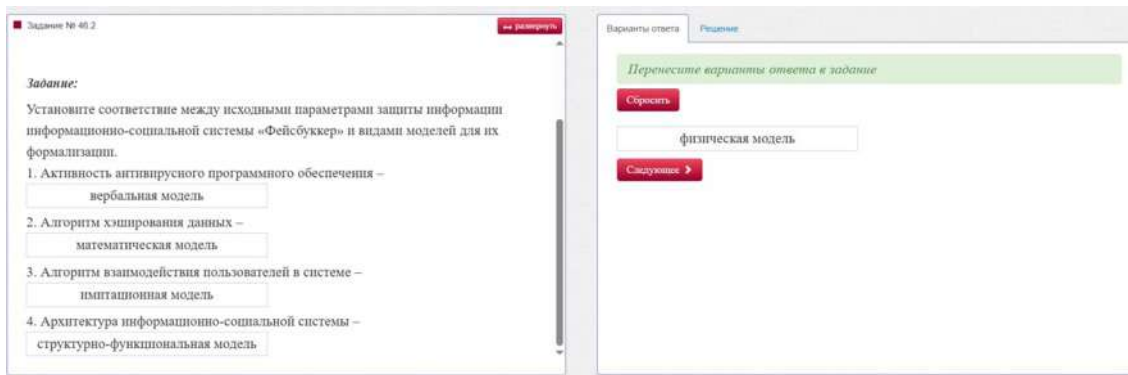 Задание № 46.2
развернуть
Задание:
Установите соответствие между исходными параметрами защиты информации
информационно-социальной системы «Фейсбуккер» и видами моделей для их
формализации.
1. Активность антивирусного программного обеспечения –
вербальная модель
2. Алгоритм хэширования данных –
математическая модель
3. Алгоритм взаимодействия пользователей в системе –
имитационная модель
4. Архитектура информационно-социальной системы –
структурно-функциональная модель
Варианты ответа
Решение
Перенесите варианты ответа в задание
Сбросить
физическая модель
Следующее